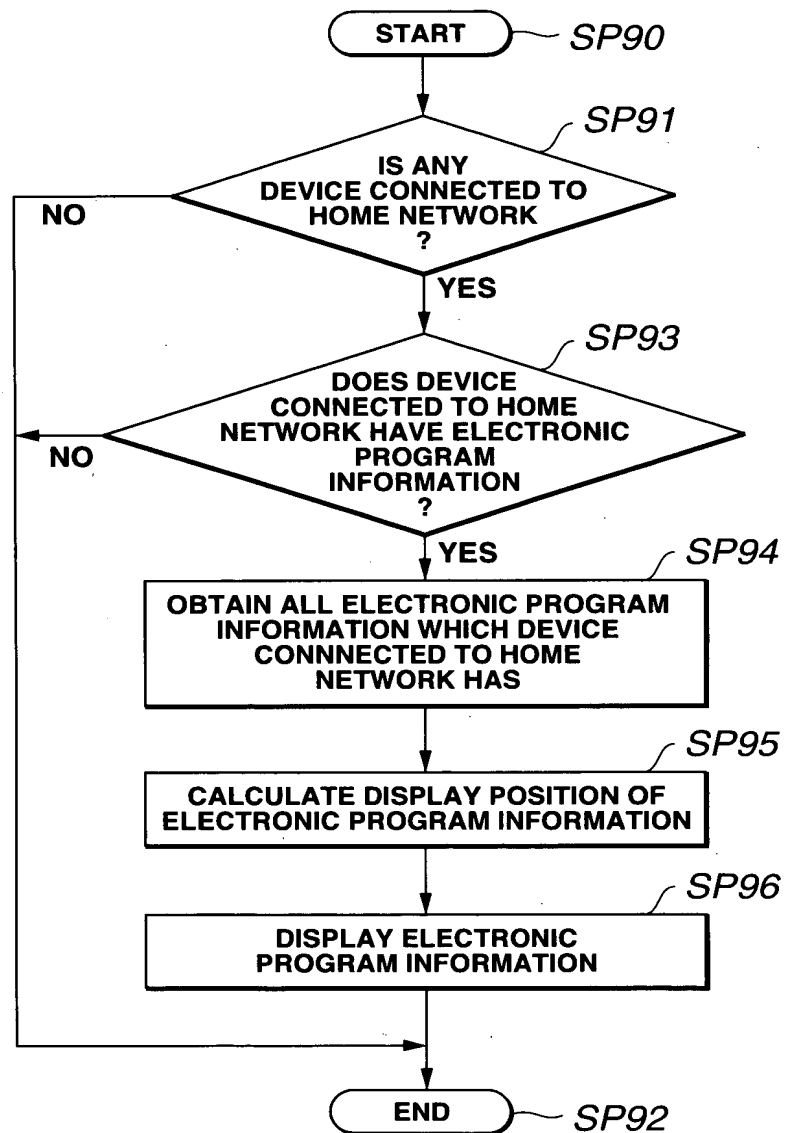 START
SP90
SP91
IS ANY
DEVICE CONNECTED TO
HOME NETWORK
?
NO
YES
SP93
DOES DEVICE
CONNECTED TO HOME
NETWORK HAVE ELECTRONIC
PROGRAM
INFORMATION
?
NO
YES
SP94
OBTAIN ALL ELECTRONIC PROGRAM
INFORMATION WHICH DEVICE
CONNNECTED TO HOME
NETWORK HAS
SP95
CALCULATE DISPLAY POSITION OF
ELECTRONIC PROGRAM INFORMATION
SP96
DISPLAY ELECTRONIC
PROGRAM INFORMATION
END
SP92